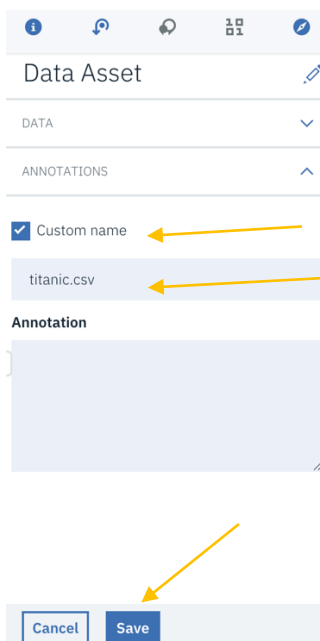 Data Asset
DATA
ANNOTATIONS
Custom name
titanic.csv
Annotation
Cancel Save